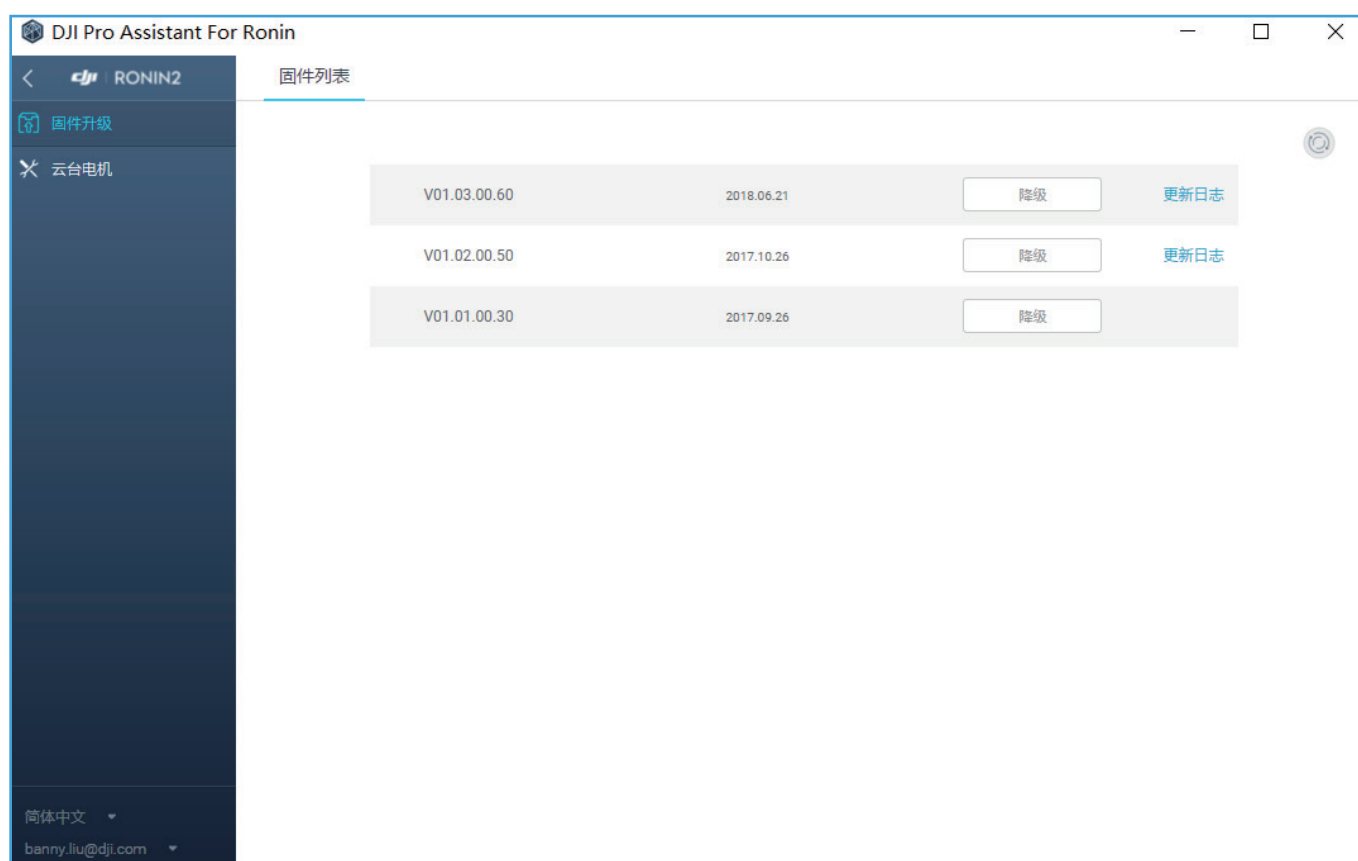 DJI Pro Assistant For Ronin
dji RONIN2
固件列表
固件升级
云台电机
V01.03.00.60 2018.06.21 降级 更新日志
V01.02.00.50 2017.10.26 降级 更新日志
V01.01.00.30 2017.09.26 降级
简体中文
banny.liu@dji.com